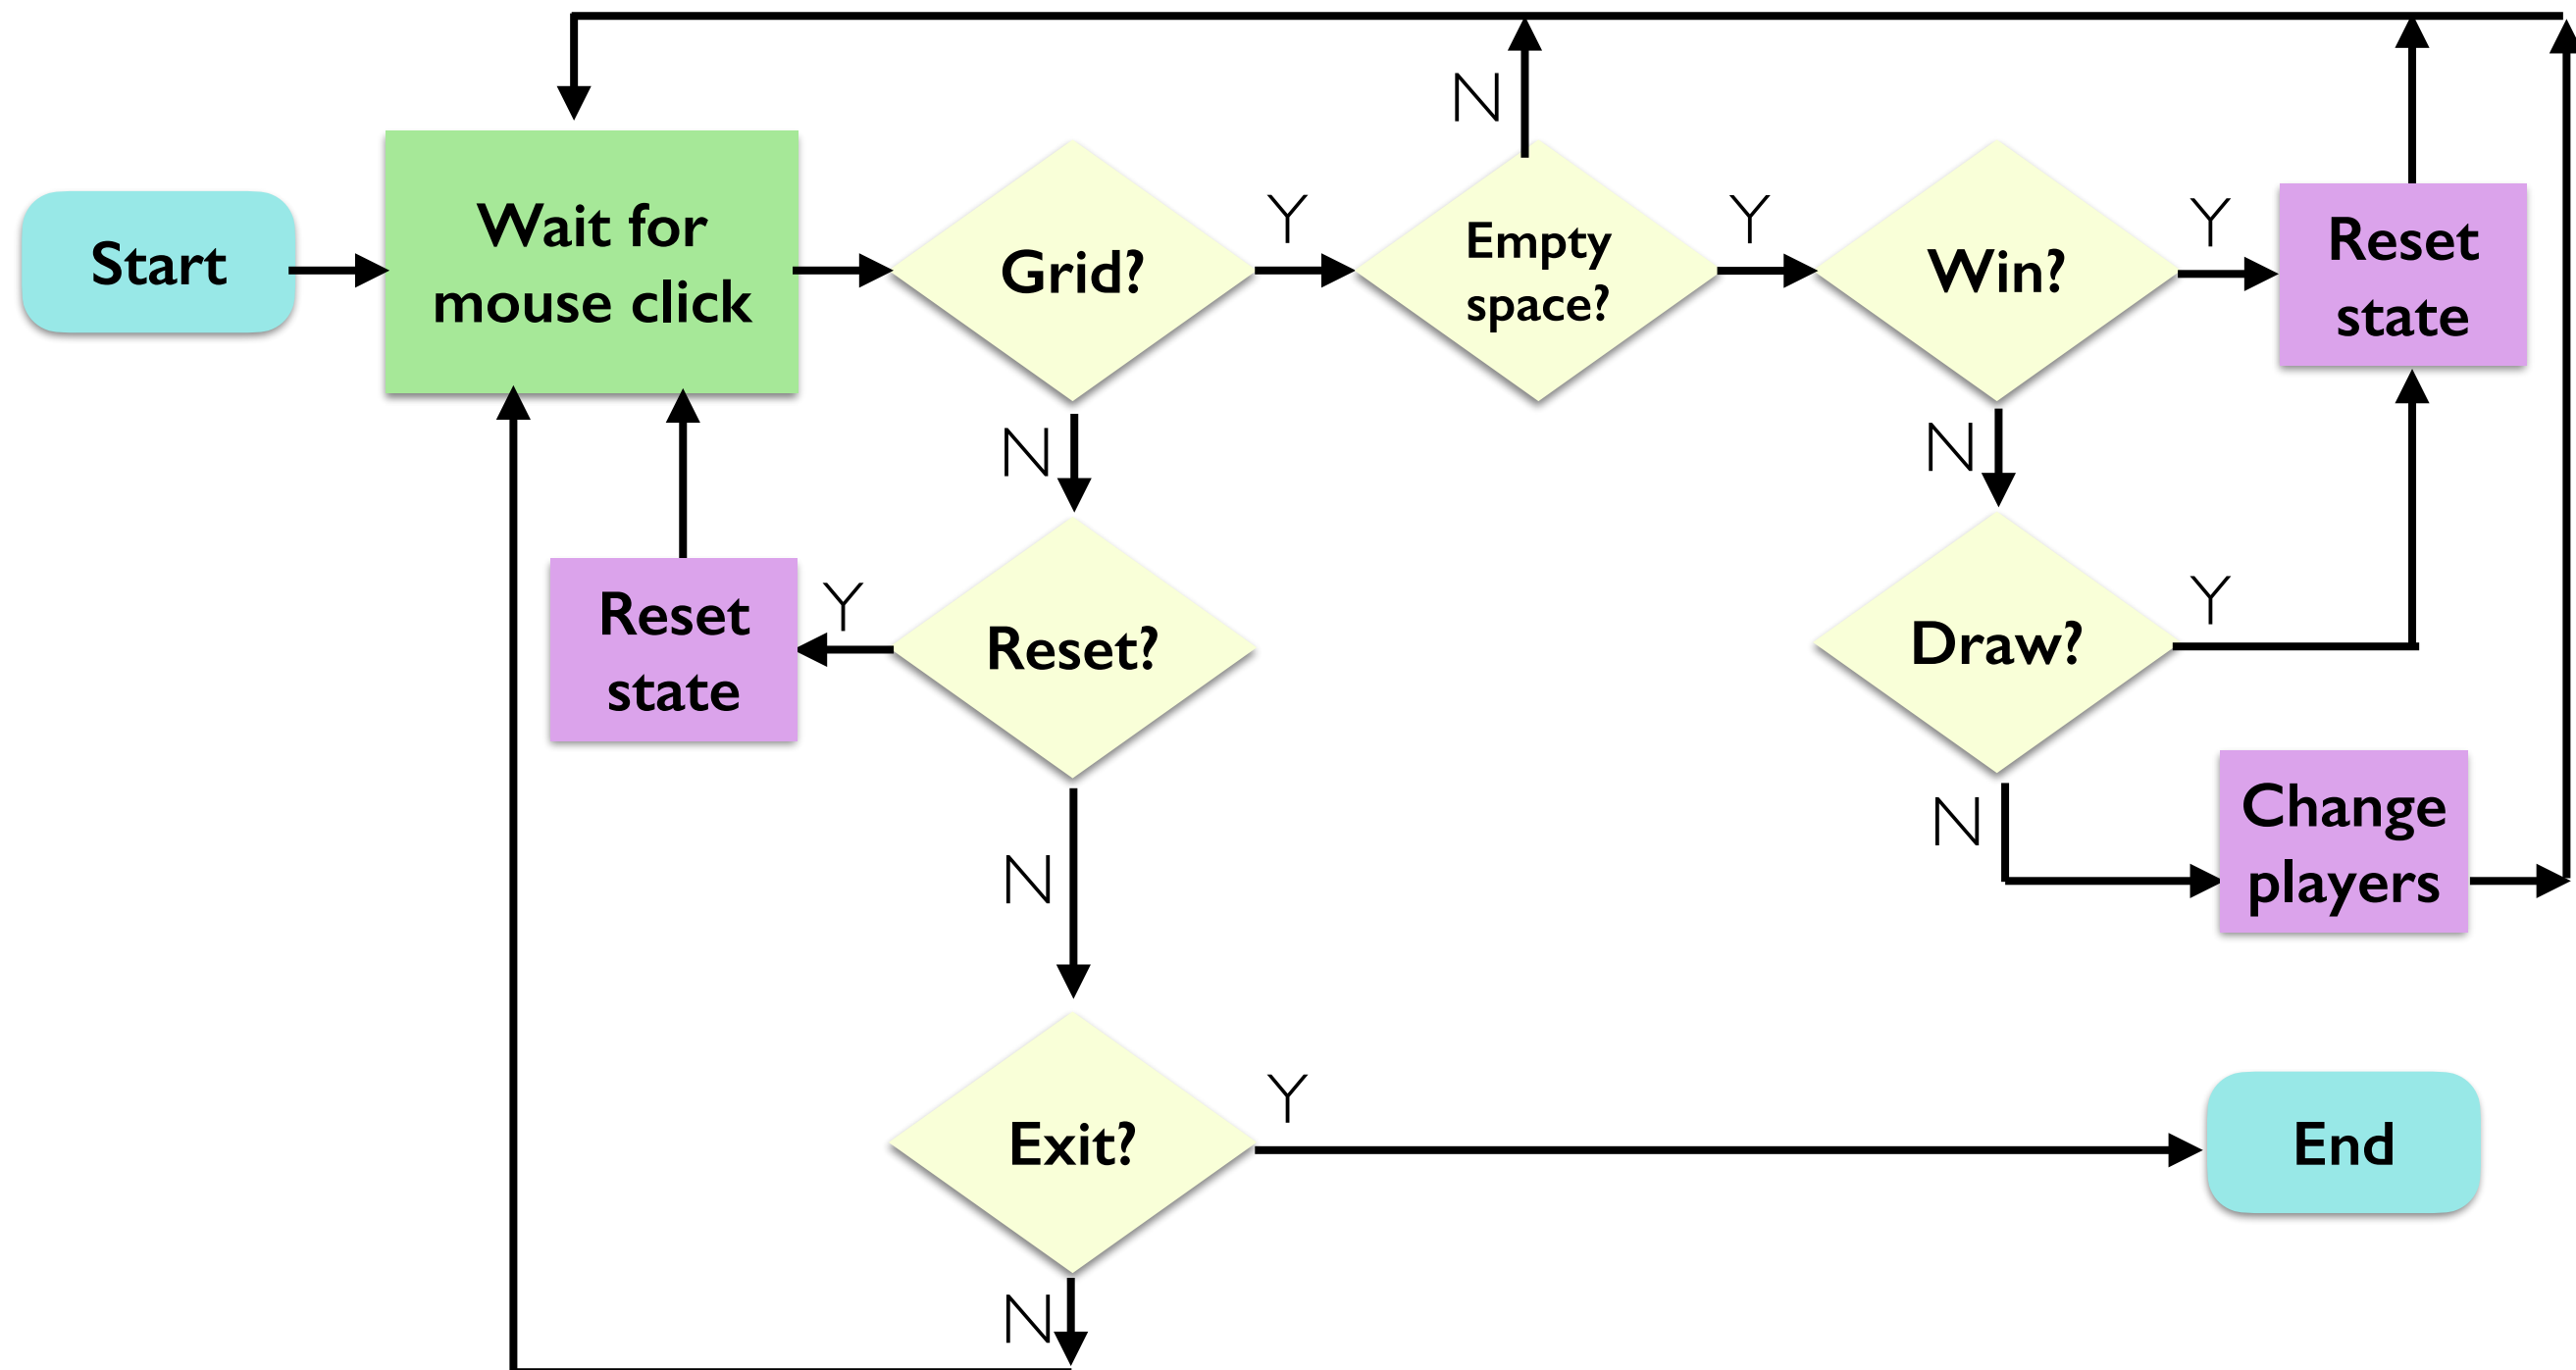 N
Start
Wait for
mouse click
Grid?
Y
Empty
space?
Y
Win?
Y
Reset
state
N
N
Reset
state
Y
Reset?
Draw?
Y
N
N
Change
players
Exit?
Y
End
N